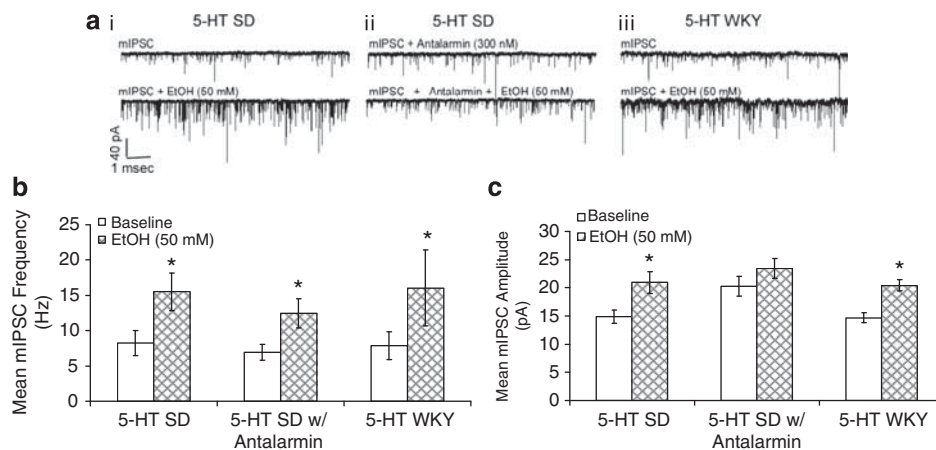 a i 5-HT SD ii 5-HT SD iii 5-HT WKY
mIPSC mIPSC + Antalarmin (300 nM) mIPSC
mIPSC + EtOH (50 mM) mIPSC + Antalarmin + EtOH (50 mM) mIPSC + EtOH (50 mM)
40 pA
1 msec
b
Mean mIPSC Frequency
(Hz)
Baseline
EtOH (50 mM)
25
20
15
10
5
0
* * *
5-HT SD 5-HT SD w/ 5-HT WKY
Antalarmin
c
Mean mIPSC Amplitude
(pA)
Baseline
EtOH (50 mM)
30
25
20
15
10
5
0
* *
5-HT SD 5-HT SD w/ 5-HT WKY
Antalarmin